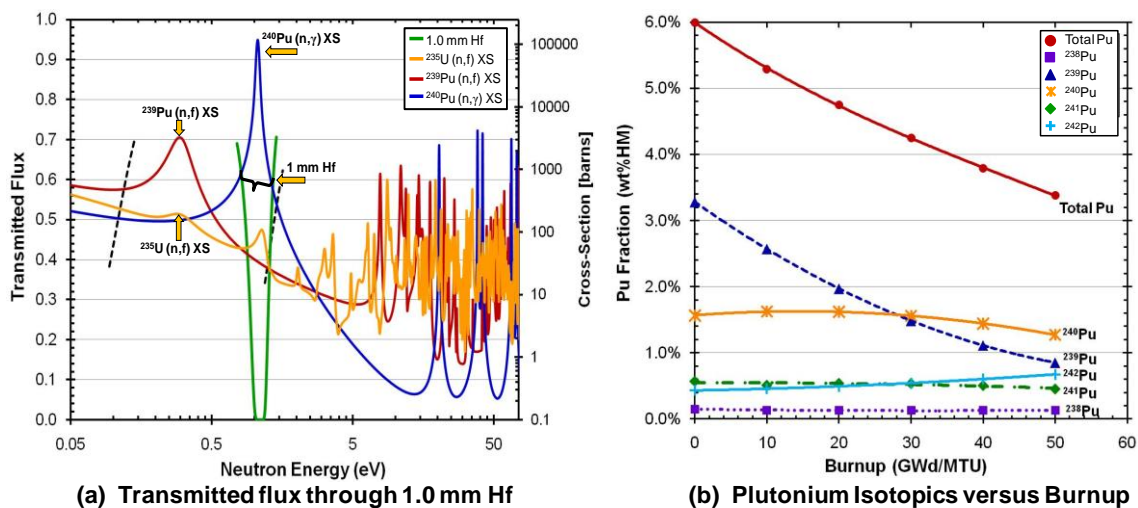 1.0
0.9
0.8
0.7
0.6
0.5
0.4
0.3
0.2
0.1
0.0
Transmitted Flux
²⁴⁰Pu (n,γ) XS
²³⁹Pu (n,f) XS
²³⁵U (n,f) XS
1 mm Hf
1.0 mm Hf
²³⁵U (n,f) XS
²³⁹Pu (n,f) XS
²⁴⁰Pu (n,γ) XS
100000
10000
1000
100
10
1
0.1
Cross-Section [barns]
0.05
0.5
5
50
Neutron Energy (eV)
(a) Transmitted flux through 1.0 mm Hf
6.0%
5.0%
4.0%
3.0%
2.0%
1.0%
0.0%
Pu Fraction (wt%HM)
Total Pu
²³⁸Pu
²³⁹Pu
²⁴⁰Pu
²⁴¹Pu
²⁴²Pu
Total Pu
²⁴⁰Pu
²³⁹Pu
²⁴²Pu
²⁴¹Pu
²³⁸Pu
0
10
20
30
40
50
60
Burnup (GWd/MTU)
(b) Plutonium Isotopics versus Burnup